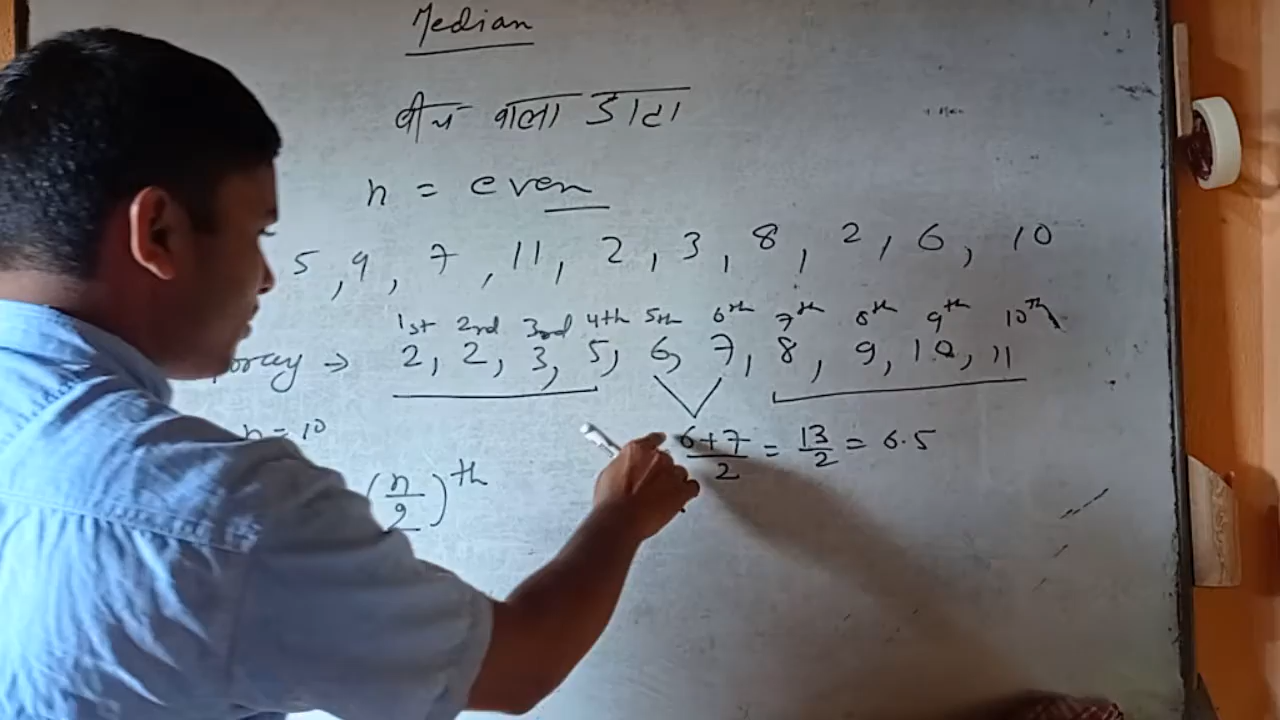 Median
बीच वाला डाटा
n = even
5, 9, 7, 11, 2, 3, 8, 2, 6, 10
1st 2nd 3rd 4th 5th 6th 7th 8th 9th 10th
→ 2, 2, 3, 5, 6, 7, 8, 9, 10, 11
n = 10
6+7/2 = 13/2 = 6.5
(n/2)th